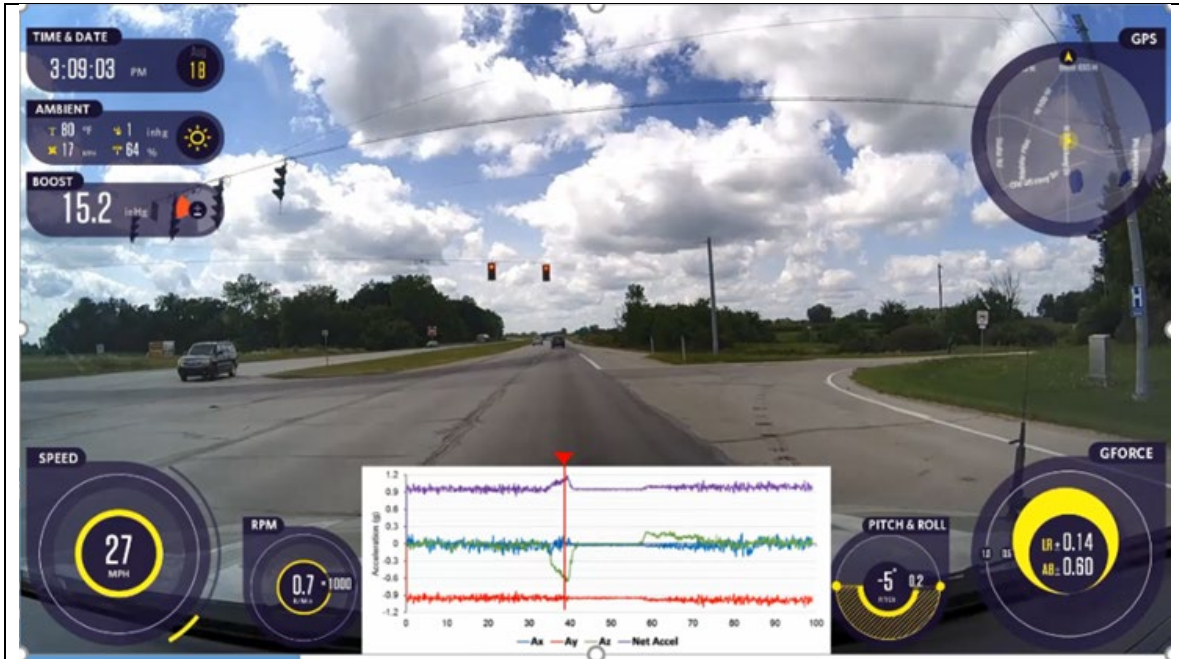 TIME & DATE
3:09:03 PM
Aug
18
AMBIENT
80 °F 1 inhg
17 64 %
BOOST
15.2 inHg
GPS
H
SPEED
27
MPH
RPM
0.7 × 1000
1.2
0.9
0.6
0.3
0
-0.3
-0.6
-0.9
-1.2
Acceleration (g)
0 10 20 30 40 50 60 70 80 90 100
Ax Ay Az Net Accel
PITCH & ROLL
-5° 0.2
PITCH
GFORCE
1.0 0.5
LR ± 0.14
AB ± 0.60